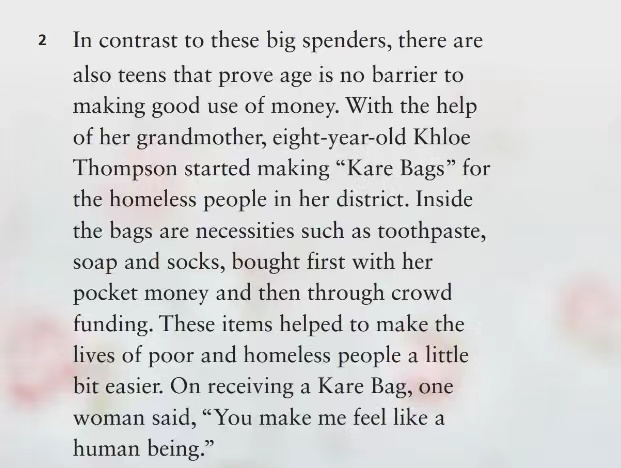 2 In contrast to these big spenders, there are
also teens that prove age is no barrier to
making good use of money. With the help
of her grandmother, eight-year-old Khloe
Thompson started making “Kare Bags” for
the homeless people in her district. Inside
the bags are necessities such as toothpaste,
soap and socks, bought first with her
pocket money and then through crowd
funding. These items helped to make the
lives of poor and homeless people a little
bit easier. On receiving a Kare Bag, one
woman said, “You make me feel like a
human being.”